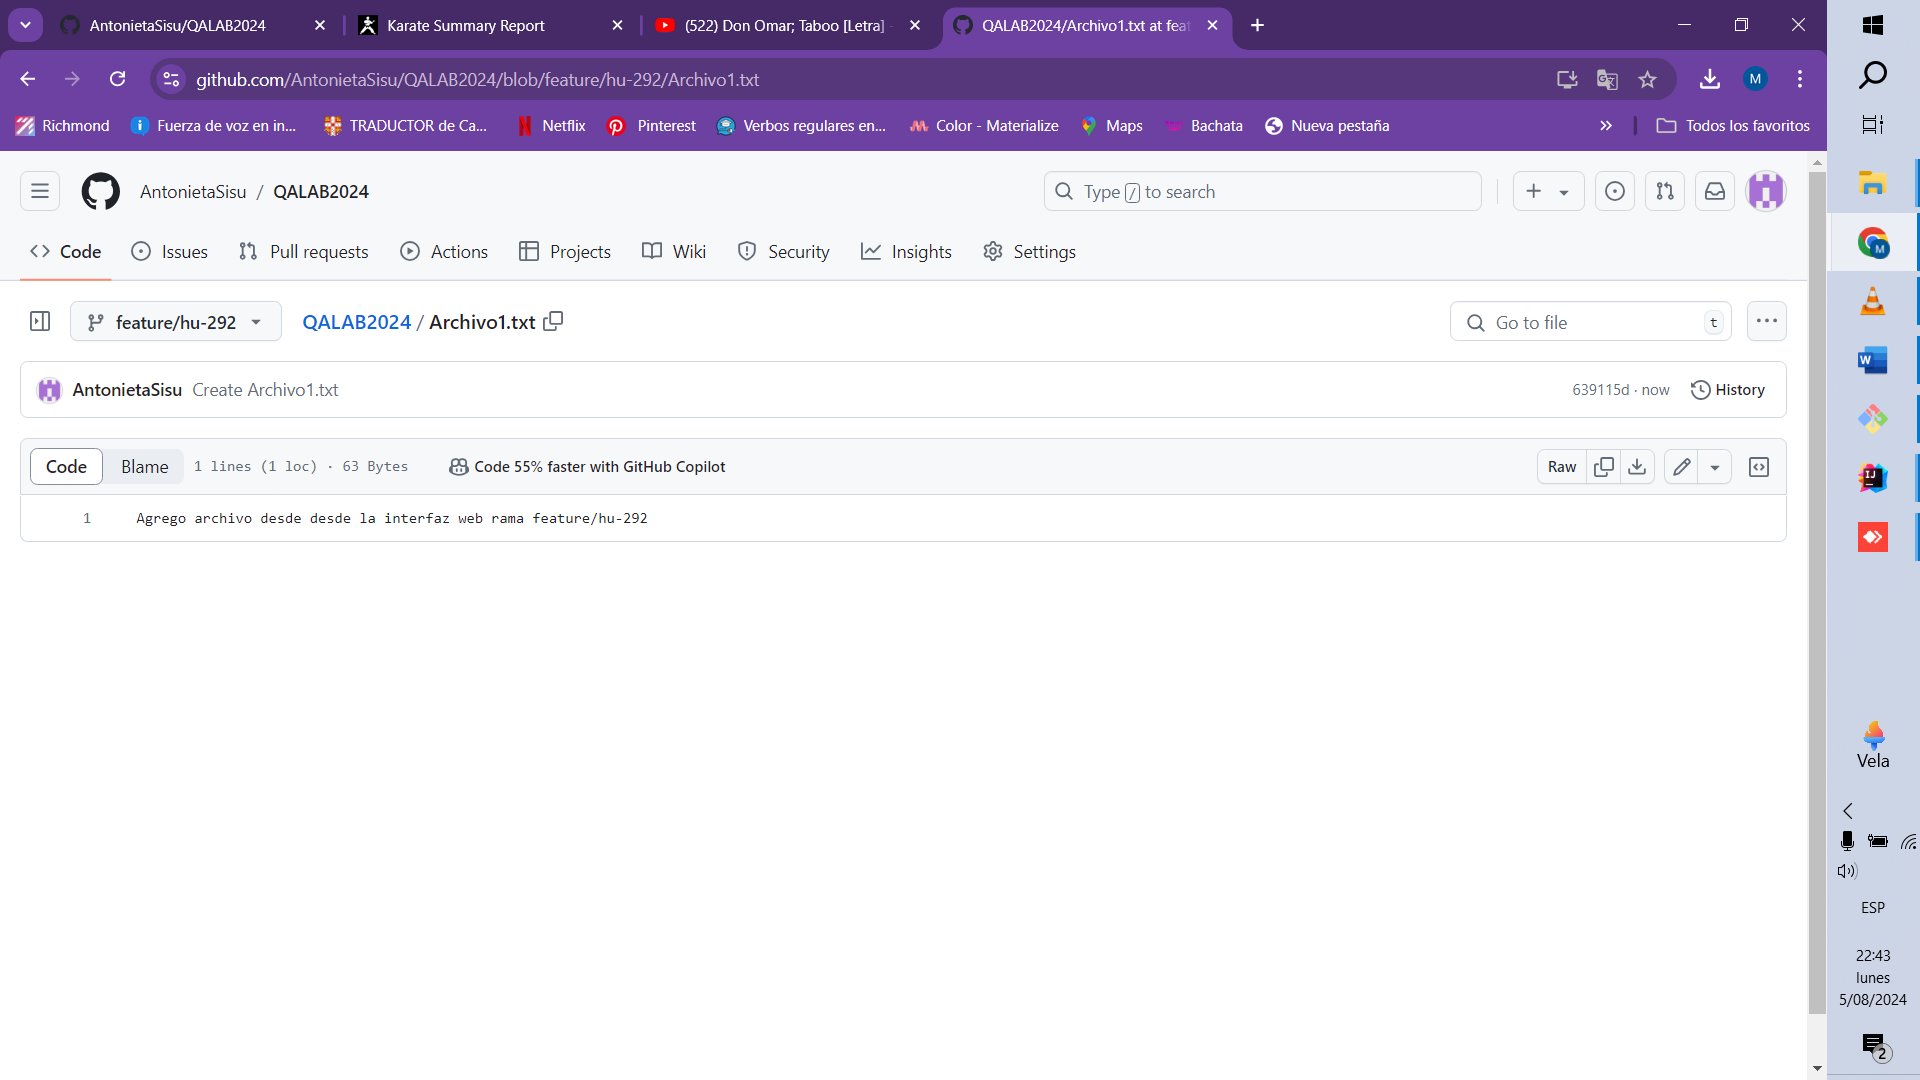 AntonietaSisu/QALAB2024
Karate Summary Report
(522) Don Omar; Taboo [Letra] -
QALAB2024/Archivo1.txt at feat
github.com/AntonietaSisu/QALAB2024/blob/feature/hu-292/Archivo1.txt
M
Richmond
Fuerza de voz en in...
TRADUCTOR de Ca...
Netflix
Pinterest
Verbos regulares en...
Color - Materialize
Maps
Bachata
Nueva pestaña
Todos los favoritos
AntonietaSisu / QALAB2024
Type / to search
Code
Issues
Pull requests
Actions
Projects
Wiki
Security
Insights
Settings
feature/hu-292
QALAB2024 / Archivo1.txt
Go to file
t
AntonietaSisu Create Archivo1.txt
639115d · now
History
Code
Blame
1 lines (1 loc) · 63 Bytes
Code 55% faster with GitHub Copilot
Raw
1 Agrego archivo desde desde la interfaz web rama feature/hu-292
Vela
ESP
22:43
lunes
5/08/2024
2